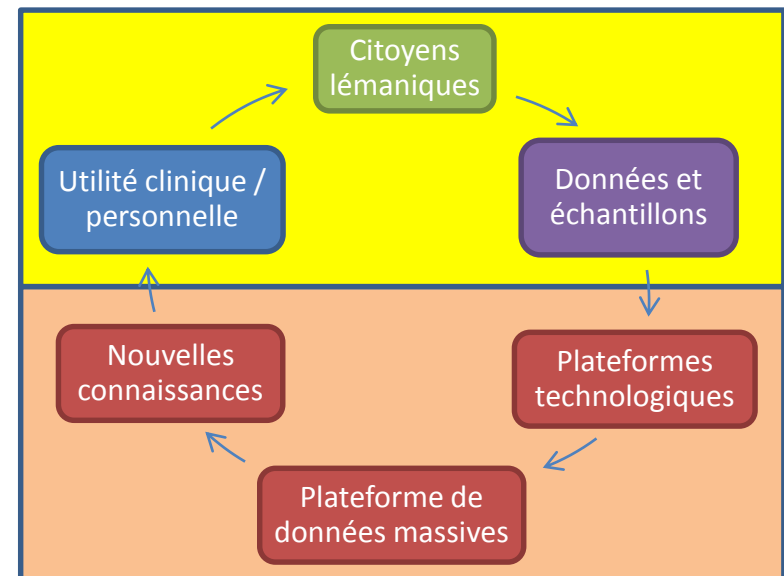 Citoyens
lémaniques
Données et
échantillons
Plateformes
technologiques
Plateforme de
données massives
Nouvelles
connaissances
Utilité clinique /
personnelle